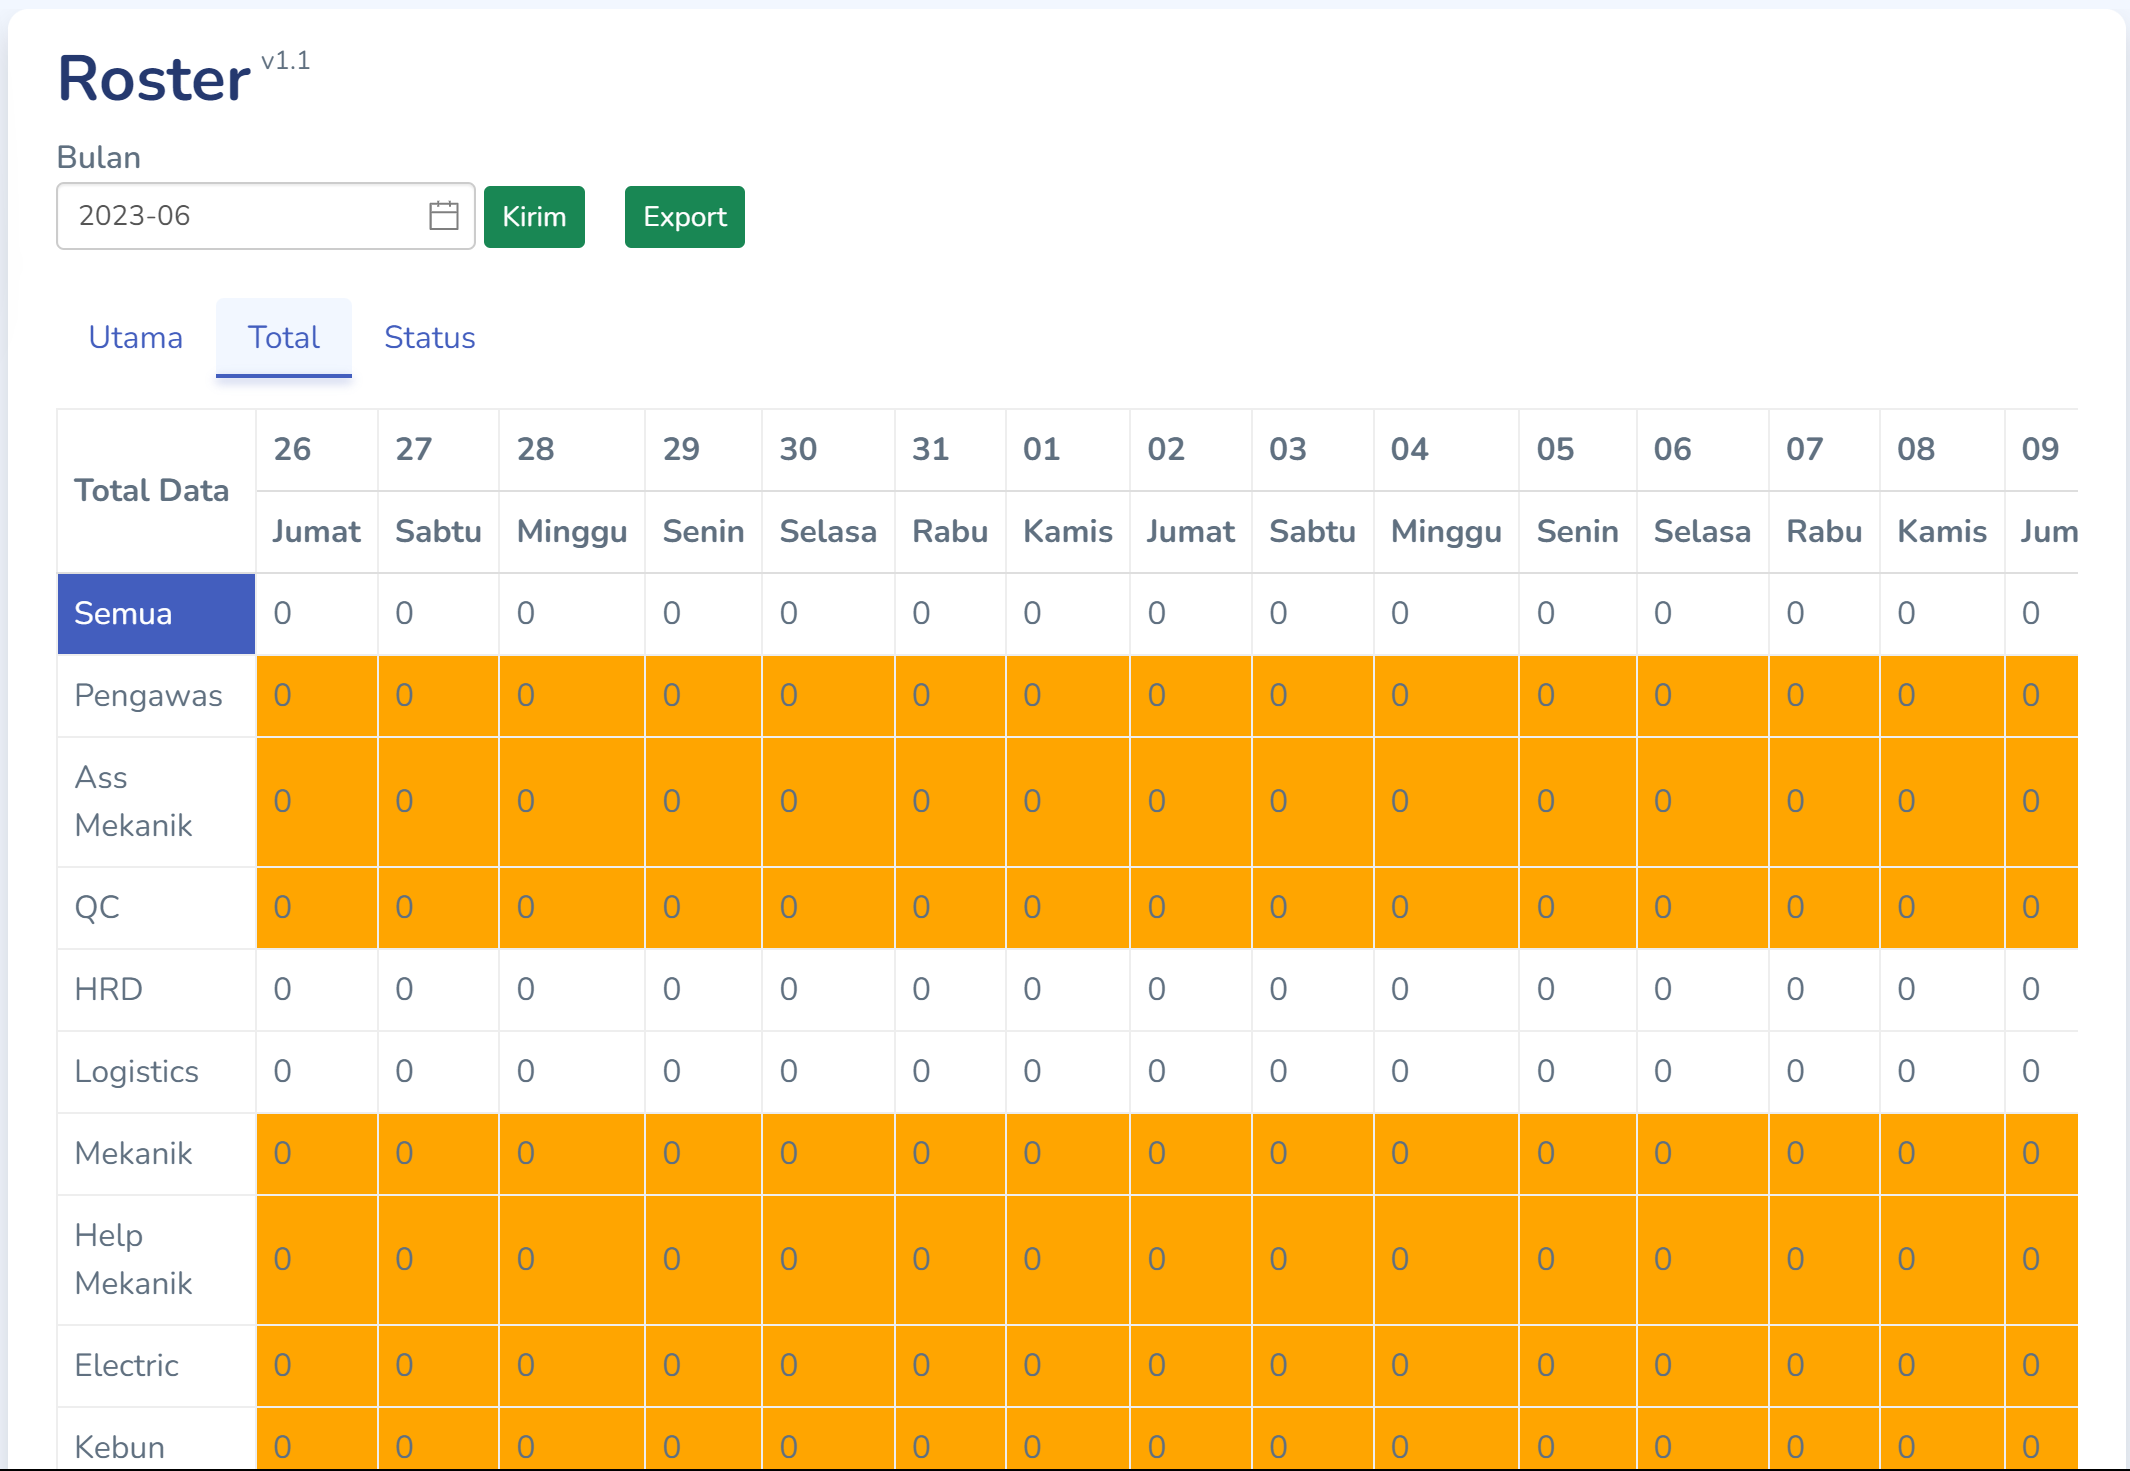 Roster v1.1
Bulan
2023-06 Kirim Export
Utama Total Status
Total Data 26 27 28 29 30 31 01 02 03 04 05 06 07 08 09
Jumat Sabtu Minggu Senin Selasa Rabu Kamis Jumat Sabtu Minggu Senin Selasa Rabu Kamis Jum
Semua 0 0 0 0 0 0 0 0 0 0 0 0 0 0 0
Pengawas 0 0 0 0 0 0 0 0 0 0 0 0 0 0 0
Ass
Mekanik 0 0 0 0 0 0 0 0 0 0 0 0 0 0 0
QC 0 0 0 0 0 0 0 0 0 0 0 0 0 0 0
HRD 0 0 0 0 0 0 0 0 0 0 0 0 0 0 0
Logistics 0 0 0 0 0 0 0 0 0 0 0 0 0 0 0
Mekanik 0 0 0 0 0 0 0 0 0 0 0 0 0 0 0
Help
Mekanik 0 0 0 0 0 0 0 0 0 0 0 0 0 0 0
Electric 0 0 0 0 0 0 0 0 0 0 0 0 0 0 0
Kebun 0 0 0 0 0 0 0 0 0 0 0 0 0 0 0